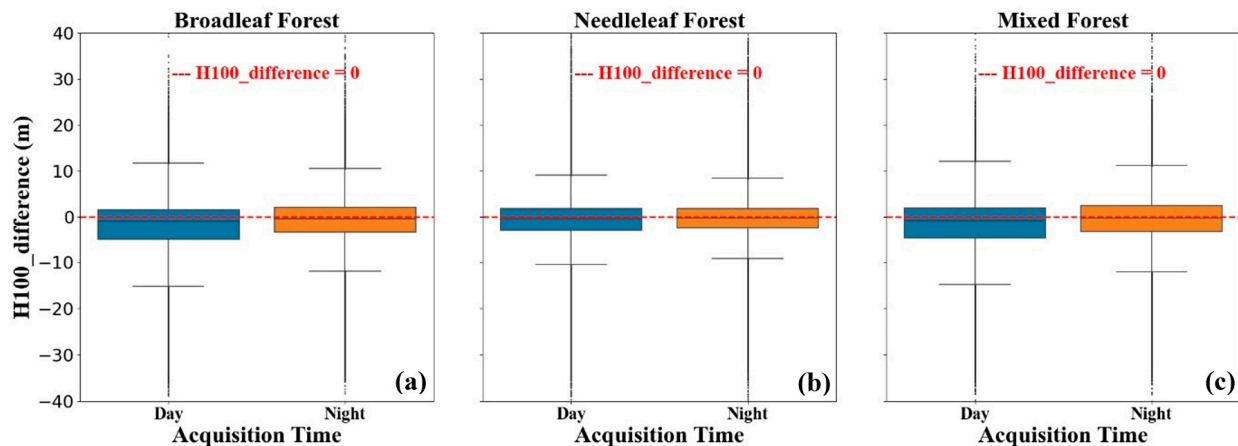 Broadleaf Forest
Needleleaf Forest
Mixed Forest
H100_difference (m)
40
30
20
10
0
−10
−20
−30
−40
--- H100_difference = 0
--- H100_difference = 0
--- H100_difference = 0
(a)
(b)
(c)
Day
Night
Day
Night
Day
Night
Acquisition Time
Acquisition Time
Acquisition Time